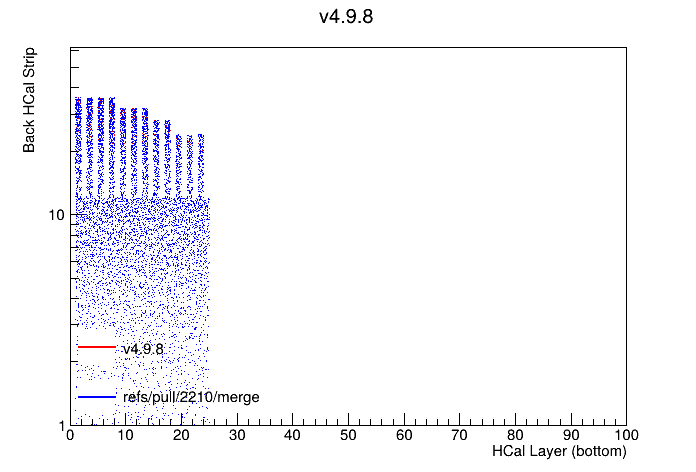 v4.9.8
Back HCal Strip
10
v4.9.8
refs/pull/2210/merge
1
0 10 20 30 40 50 60 70 80 90 100
HCal Layer (bottom)